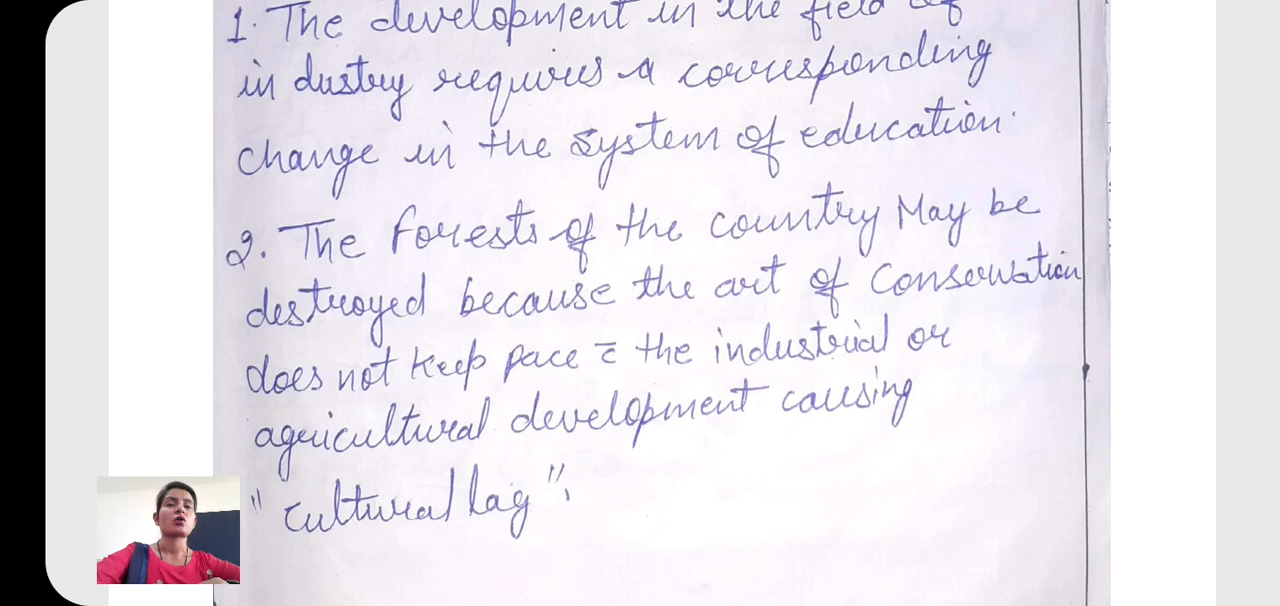 1. The development in the field of
in dustry requires a corresponding
change in the system of education.
2. The forests of the country May be
destroyed because the art of Conservation
does not keep pace c̄ the industrial or
agricultural development causing
"cultural lag".